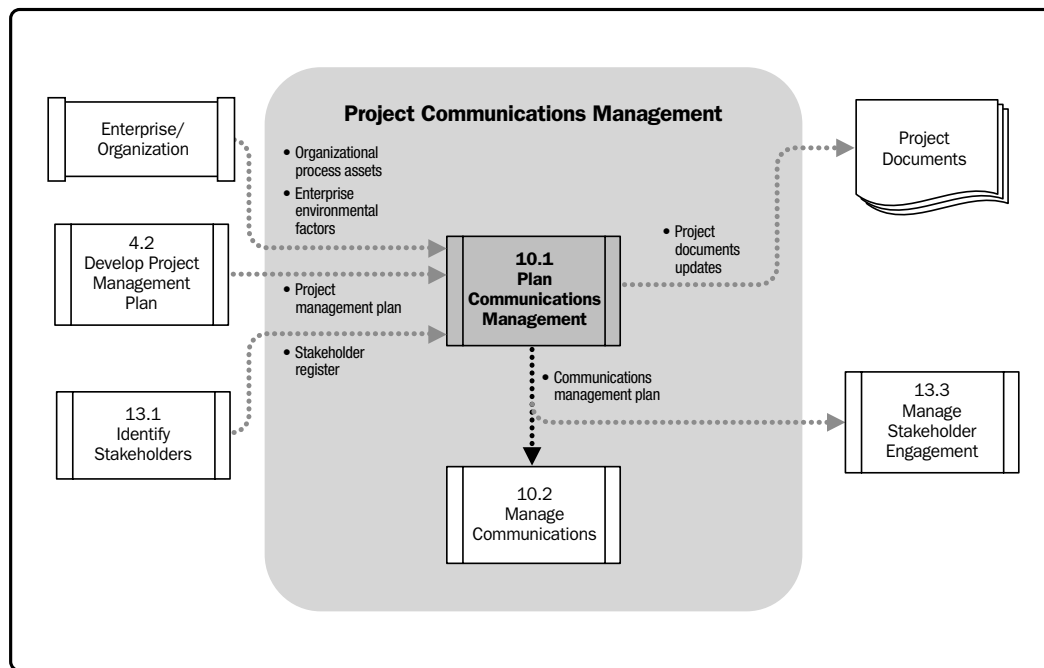 Project Communications Management
Enterprise/
Organization
• Organizational
process assets
• Enterprise
environmental
factors
Project
Documents
4.2
Develop Project
Management
Plan
• Project
management plan
10.1
Plan
Communications
Management
• Project
documents
updates
• Stakeholder
register
13.1
Identify
Stakeholders
• Communications
management plan
13.3
Manage
Stakeholder
Engagement
10.2
Manage
Communications